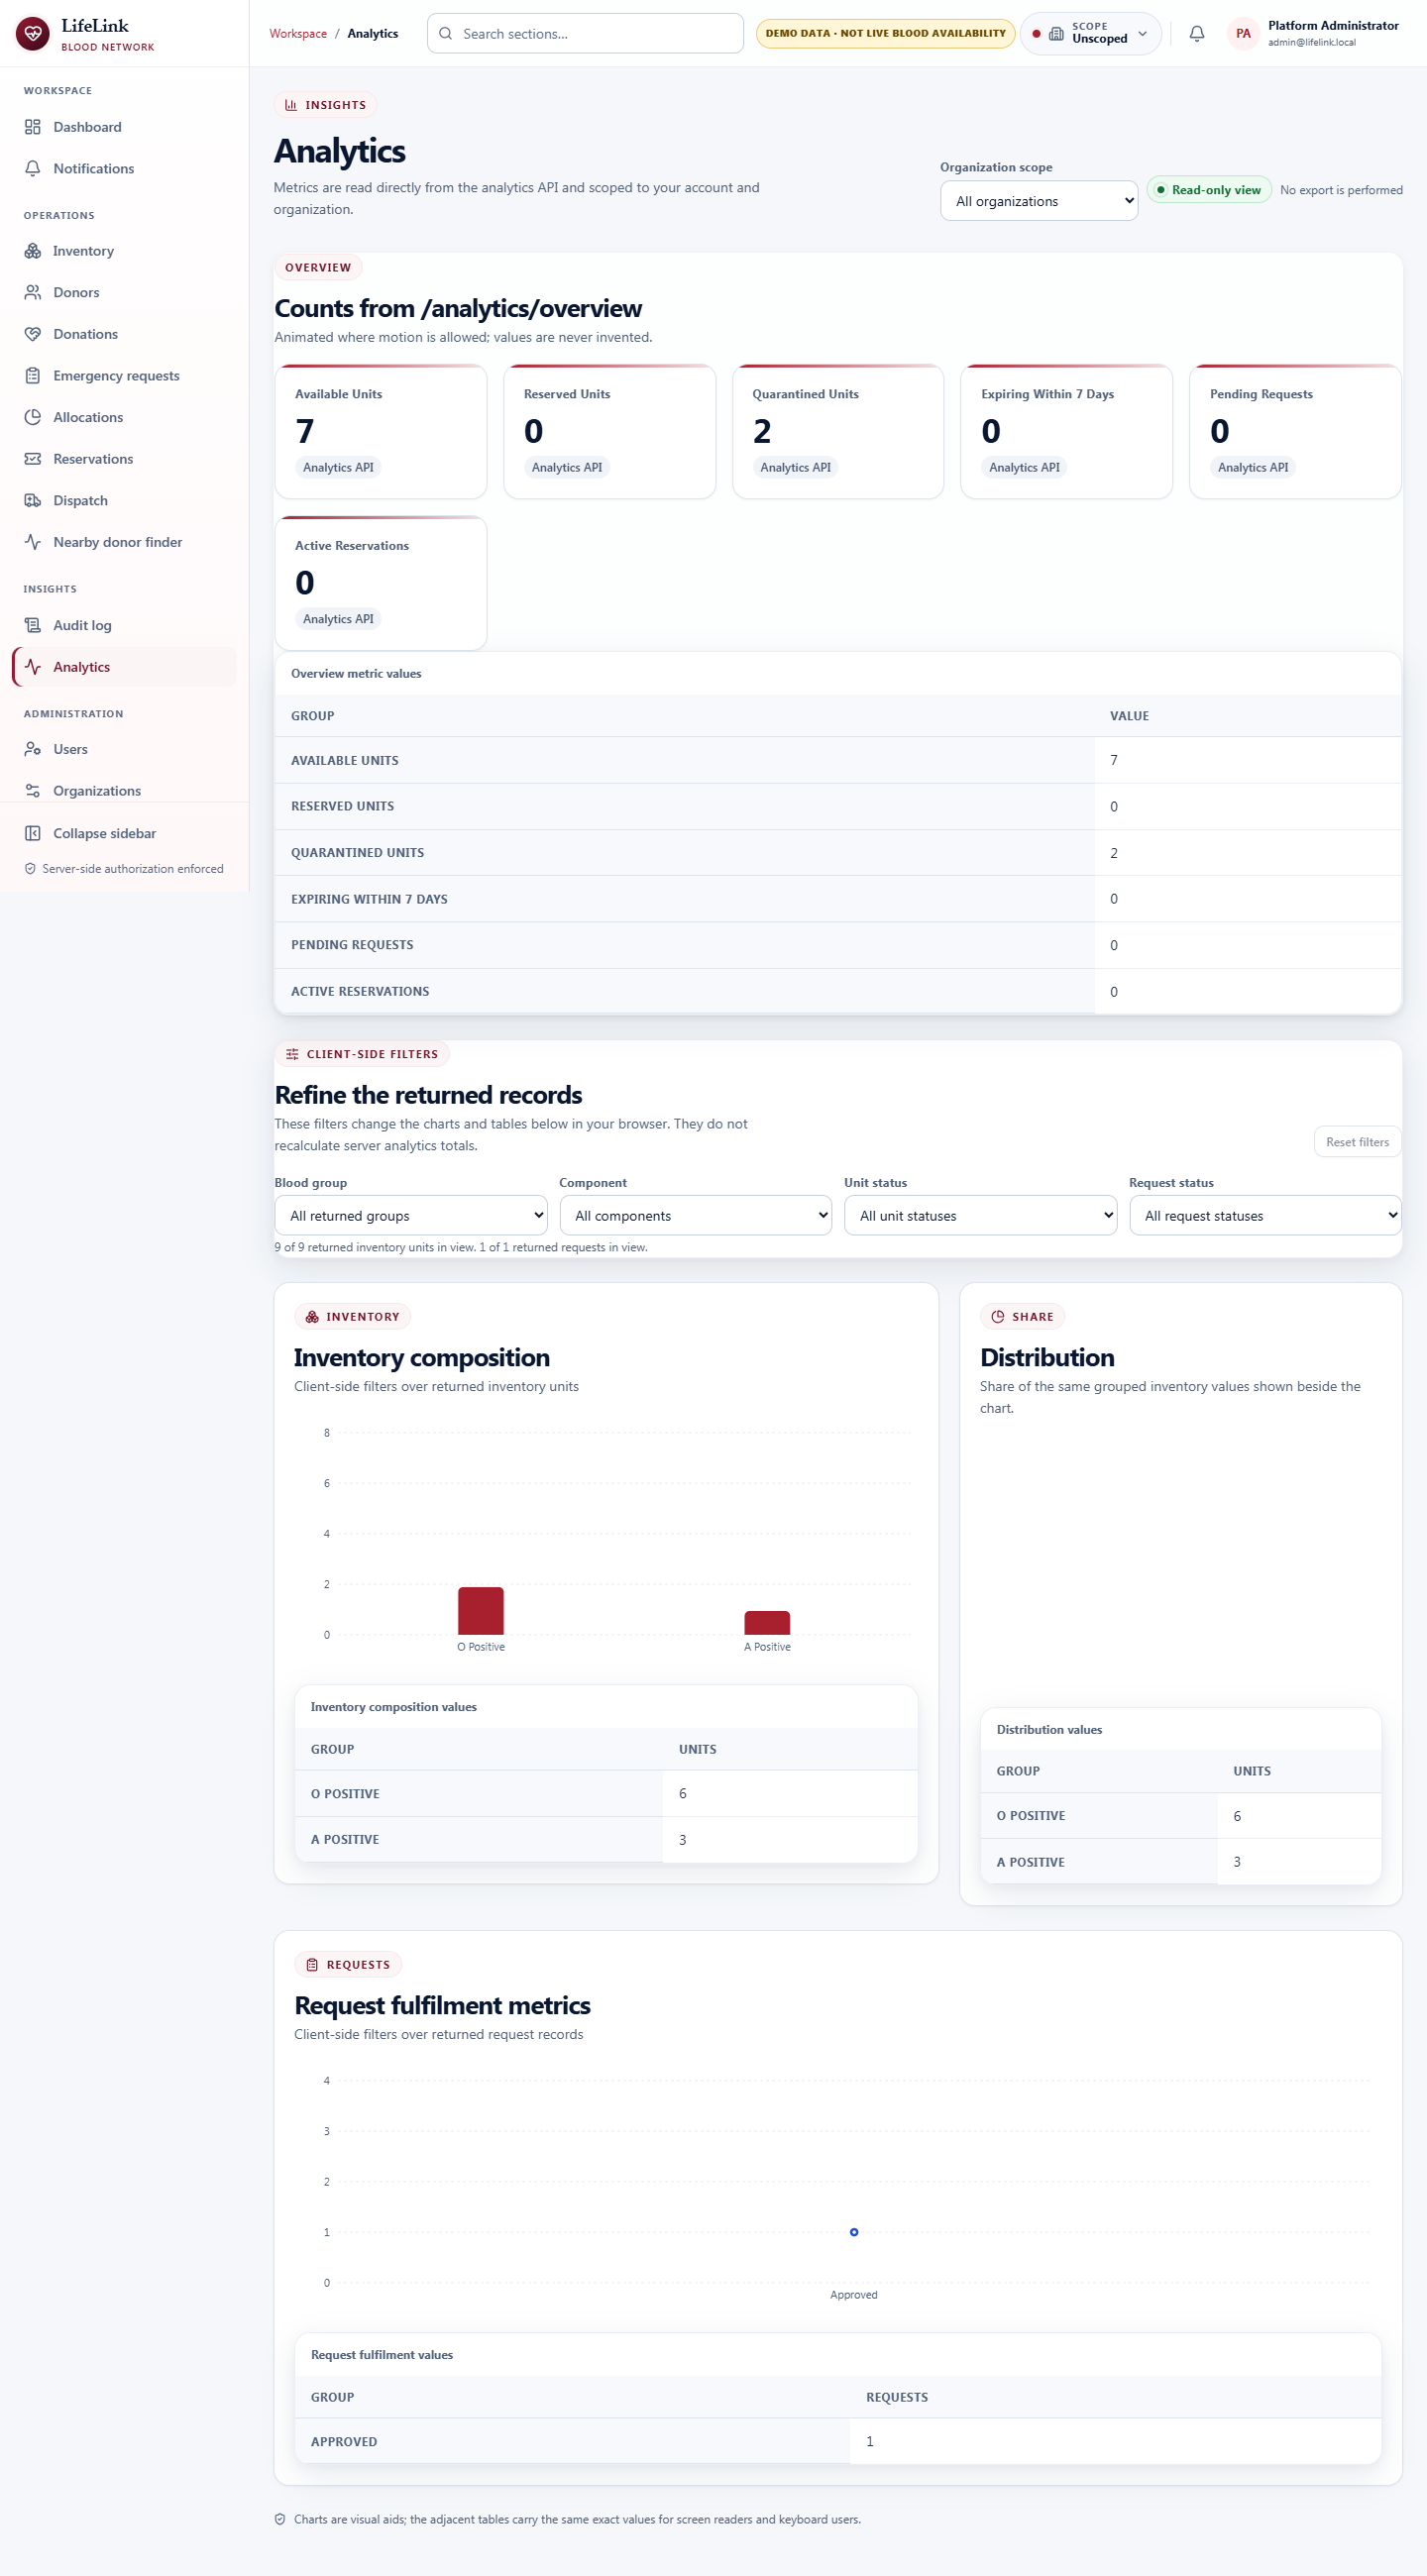 LifeLink
BLOOD NETWORK
Workspace / Analytics
Search sections...
DEMO DATA • NOT LIVE BLOOD AVAILABILITY
SCOPE
Unscoped
PA
Platform Administrator
admin@lifelink.local
WORKSPACE
Dashboard
Notifications
OPERATIONS
Inventory
Donors
Donations
Emergency requests
Allocations
Reservations
Dispatch
Nearby donor finder
INSIGHTS
Audit log
Analytics
ADMINISTRATION
Users
Organizations
Collapse sidebar
Server-side authorization enforced
INSIGHTS
Analytics
Metrics are read directly from the analytics API and scoped to your account and
organization.
Organization scope
All organizations
Read-only view
No export is performed
OVERVIEW
Counts from /analytics/overview
Animated where motion is allowed; values are never invented.
Available Units
7
Analytics API
Reserved Units
0
Analytics API
Quarantined Units
2
Analytics API
Expiring Within 7 Days
0
Analytics API
Pending Requests
0
Analytics API
Active Reservations
0
Analytics API
Overview metric values
GROUP VALUE
AVAILABLE UNITS 7
RESERVED UNITS 0
QUARANTINED UNITS 2
EXPIRING WITHIN 7 DAYS 0
PENDING REQUESTS 0
ACTIVE RESERVATIONS 0
CLIENT-SIDE FILTERS
Refine the returned records
These filters change the charts and tables below in your browser. They do not
recalculate server analytics totals.
Reset filters
Blood group
All returned groups
Component
All components
Unit status
All unit statuses
Request status
All request statuses
9 of 9 returned inventory units in view. 1 of 1 returned requests in view.
INVENTORY
Inventory composition
Client-side filters over returned inventory units
8
6
4
2
0
O Positive A Positive
Inventory composition values
GROUP UNITS
O POSITIVE 6
A POSITIVE 3
SHARE
Distribution
Share of the same grouped inventory values shown beside the
chart.
Distribution values
GROUP UNITS
O POSITIVE 6
A POSITIVE 3
REQUESTS
Request fulfilment metrics
Client-side filters over returned request records
4
3
2
1
0
Approved
Request fulfilment values
GROUP REQUESTS
APPROVED 1
Charts are visual aids; the adjacent tables carry the same exact values for screen readers and keyboard users.